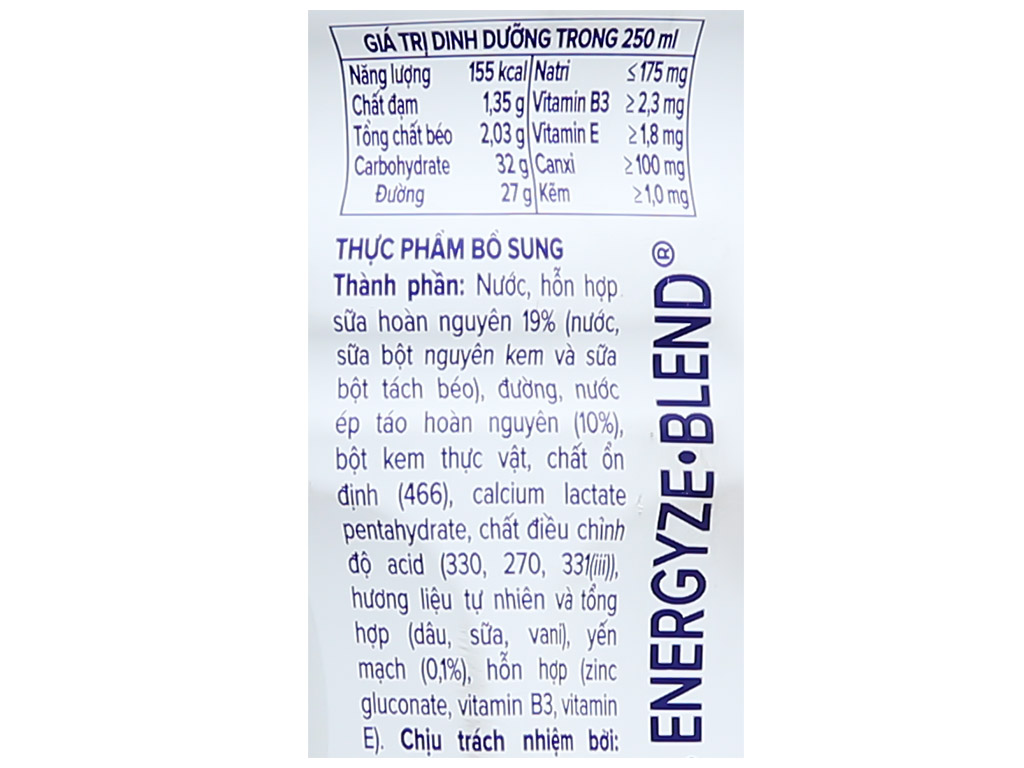 GIÁ TRỊ DINH DƯỠNG TRONG 250 ml
Năng lượng 155 kcal Natri ≤175 mg
Chất đạm 1,35 g Vitamin B3 ≥2,3 mg
Tổng chất béo 2,03 g Vitamin E ≥1,8 mg
Carbohydrate 32 g Canxi ≥100 mg
Đường 27 g Kẽm ≥1,0 mg
THỰC PHẨM BỔ SUNG
Thành phần: Nước, hỗn hợp
sữa hoàn nguyên 19% (nước,
sữa bột nguyên kem và sữa
bột tách béo), đường, nước
ép táo hoàn nguyên (10%),
bột kem thực vật, chất ổn
định (466), calcium lactate
pentahydrate, chất điều chỉnh
độ acid (330, 270, 331(iii)),
hương liệu tự nhiên và tổng
hợp (dâu, sữa, vani), yến
mạch (0,1%), hỗn hợp (zinc
gluconate, vitamin B3, vitamin
E). Chịu trách nhiệm bởi:
ENERGYZE•BLEND®